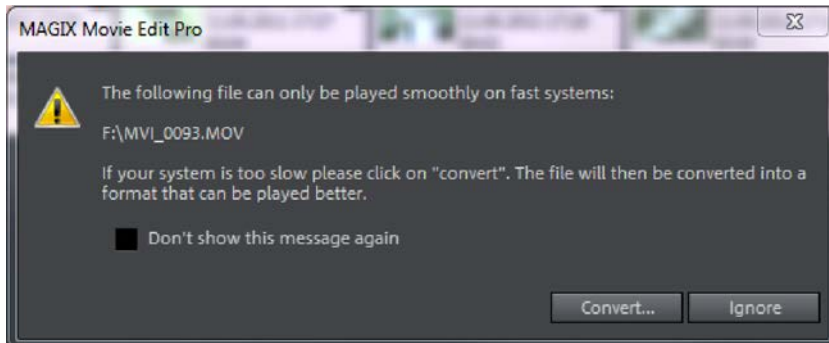 MAGIX Movie Edit Pro
The following file can only be played smoothly on fast systems:
F:\MVI_0093.MOV
If your system is too slow please click on "convert". The file will then be converted into a
format that can be played better.
Don't show this message again
Convert... Ignore